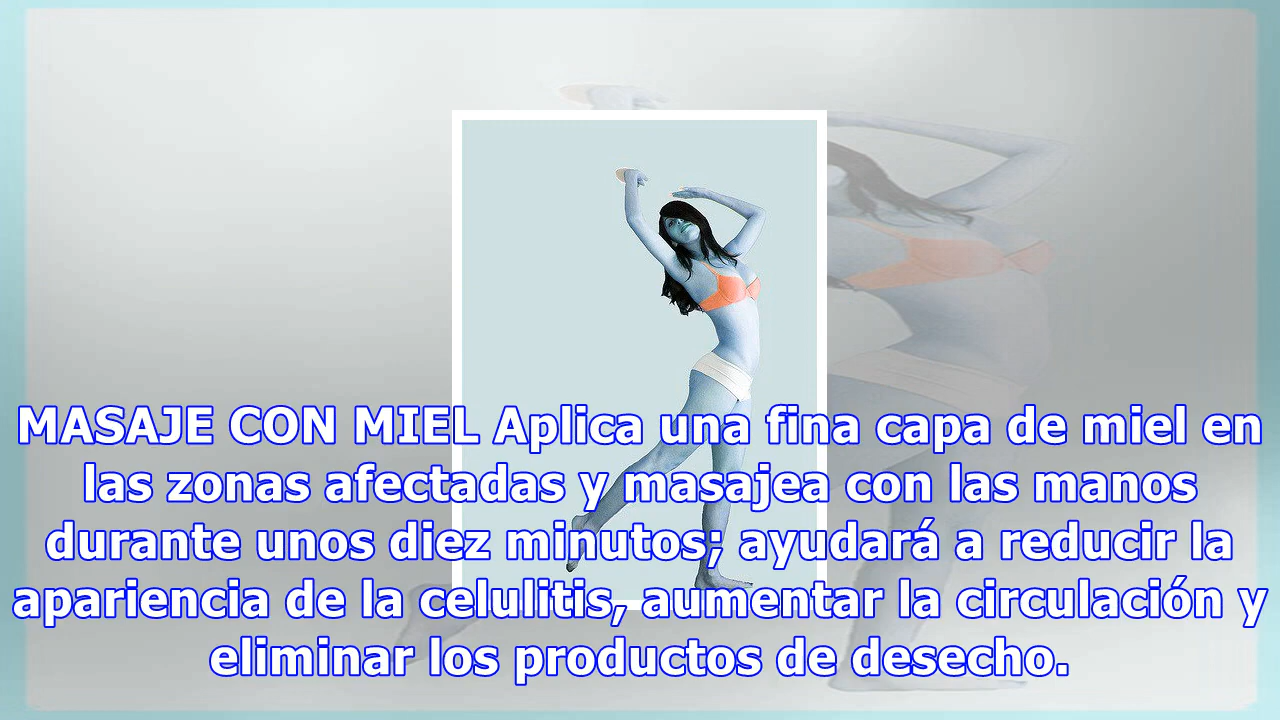 MASAJE CON MIEL Aplica una fina capa de miel en
las zonas afectadas y masajea con las manos
durante unos diez minutos; ayudará a reducir la
apariencia de la celulitis, aumentar la circulación y
eliminar los productos de desecho.